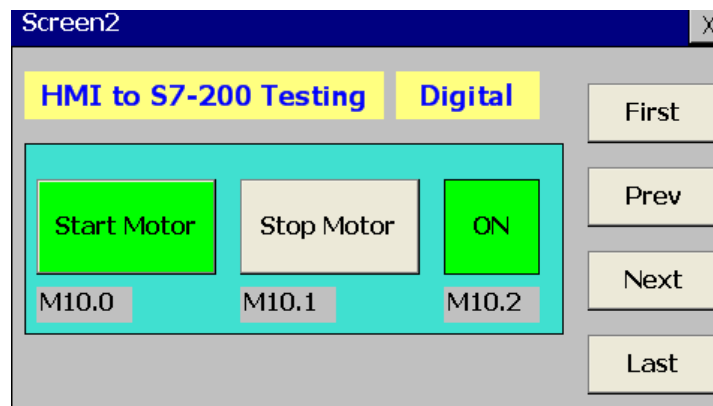 Screen2
X
HMI to S7-200 Testing
Digital
First
Start Motor
Stop Motor
ON
Prev
M10.0
M10.1
M10.2
Next
Last